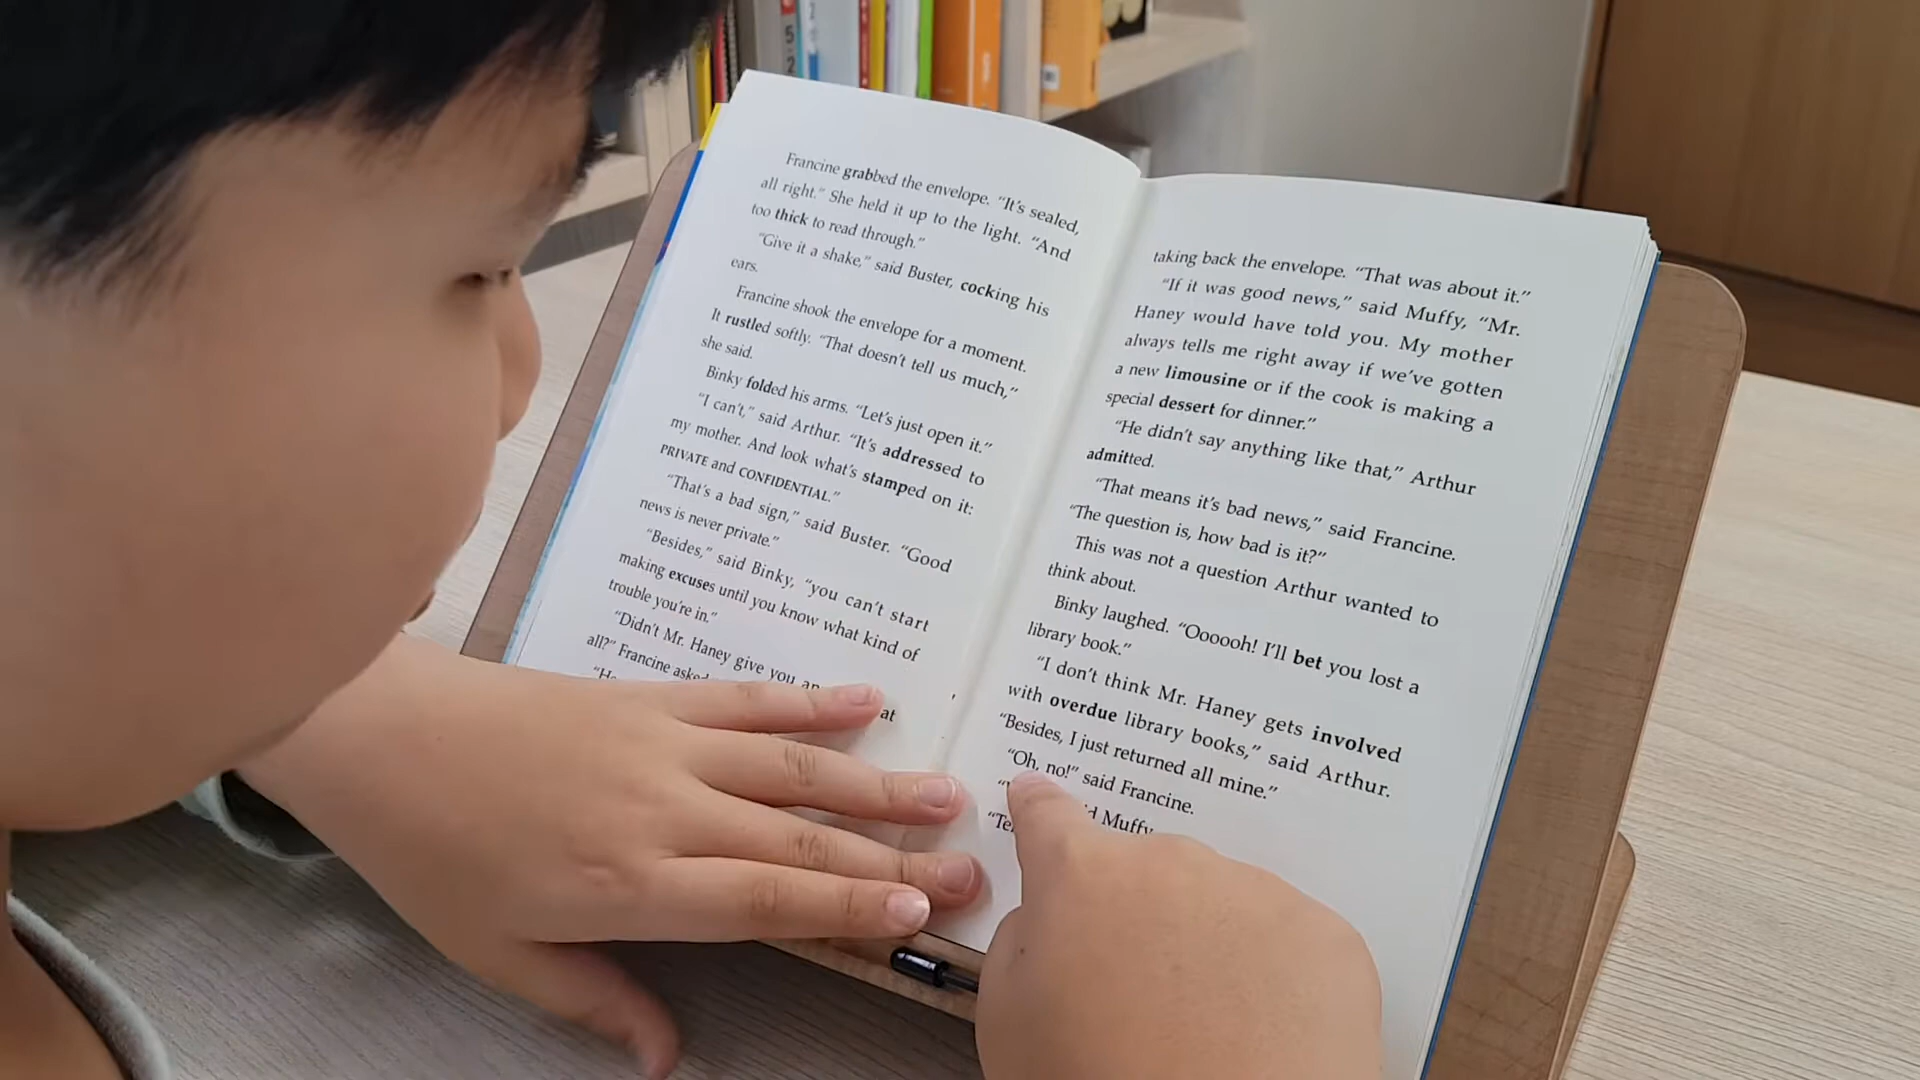 Francine grabbed the envelope. "It's sealed,
all right." She held it up to the light. "And
too thick to read through."
"Give it a shake," said Buster, cocking his
ears.
Francine shook the envelope for a moment.
It rustled softly. "That doesn't tell us much,"
she said.
Binky folded his arms. "Let's just open it."
"I can't," said Arthur. "It's addressed to
my mother. And look what's stamped on it:
PRIVATE and CONFIDENTIAL."
"That's a bad sign," said Buster. "Good
news is never private."
"Besides," said Binky, "you can't start
making excuses until you know what kind of
trouble you're in."
"Didn't Mr. Haney give you an
all?" Francine asked
"He
at
taking back the envelope. "That was about it."
"If it was good news," said Muffy, "Mr.
Haney would have told you. My mother
always tells me right away if we've gotten
a new limousine or if the cook is making a
special dessert for dinner."
"He didn't say anything like that," Arthur
admitted.
"That means it's bad news," said Francine.
"The question is, how bad is it?"
This was not a question Arthur wanted to
think about.
Binky laughed. "Oooooh! I'll bet you lost a
library book."
"I don't think Mr. Haney gets involved
with overdue library books," said Arthur.
"Besides, I just returned all mine."
"Oh, no!" said Francine.
Muffy
5-2